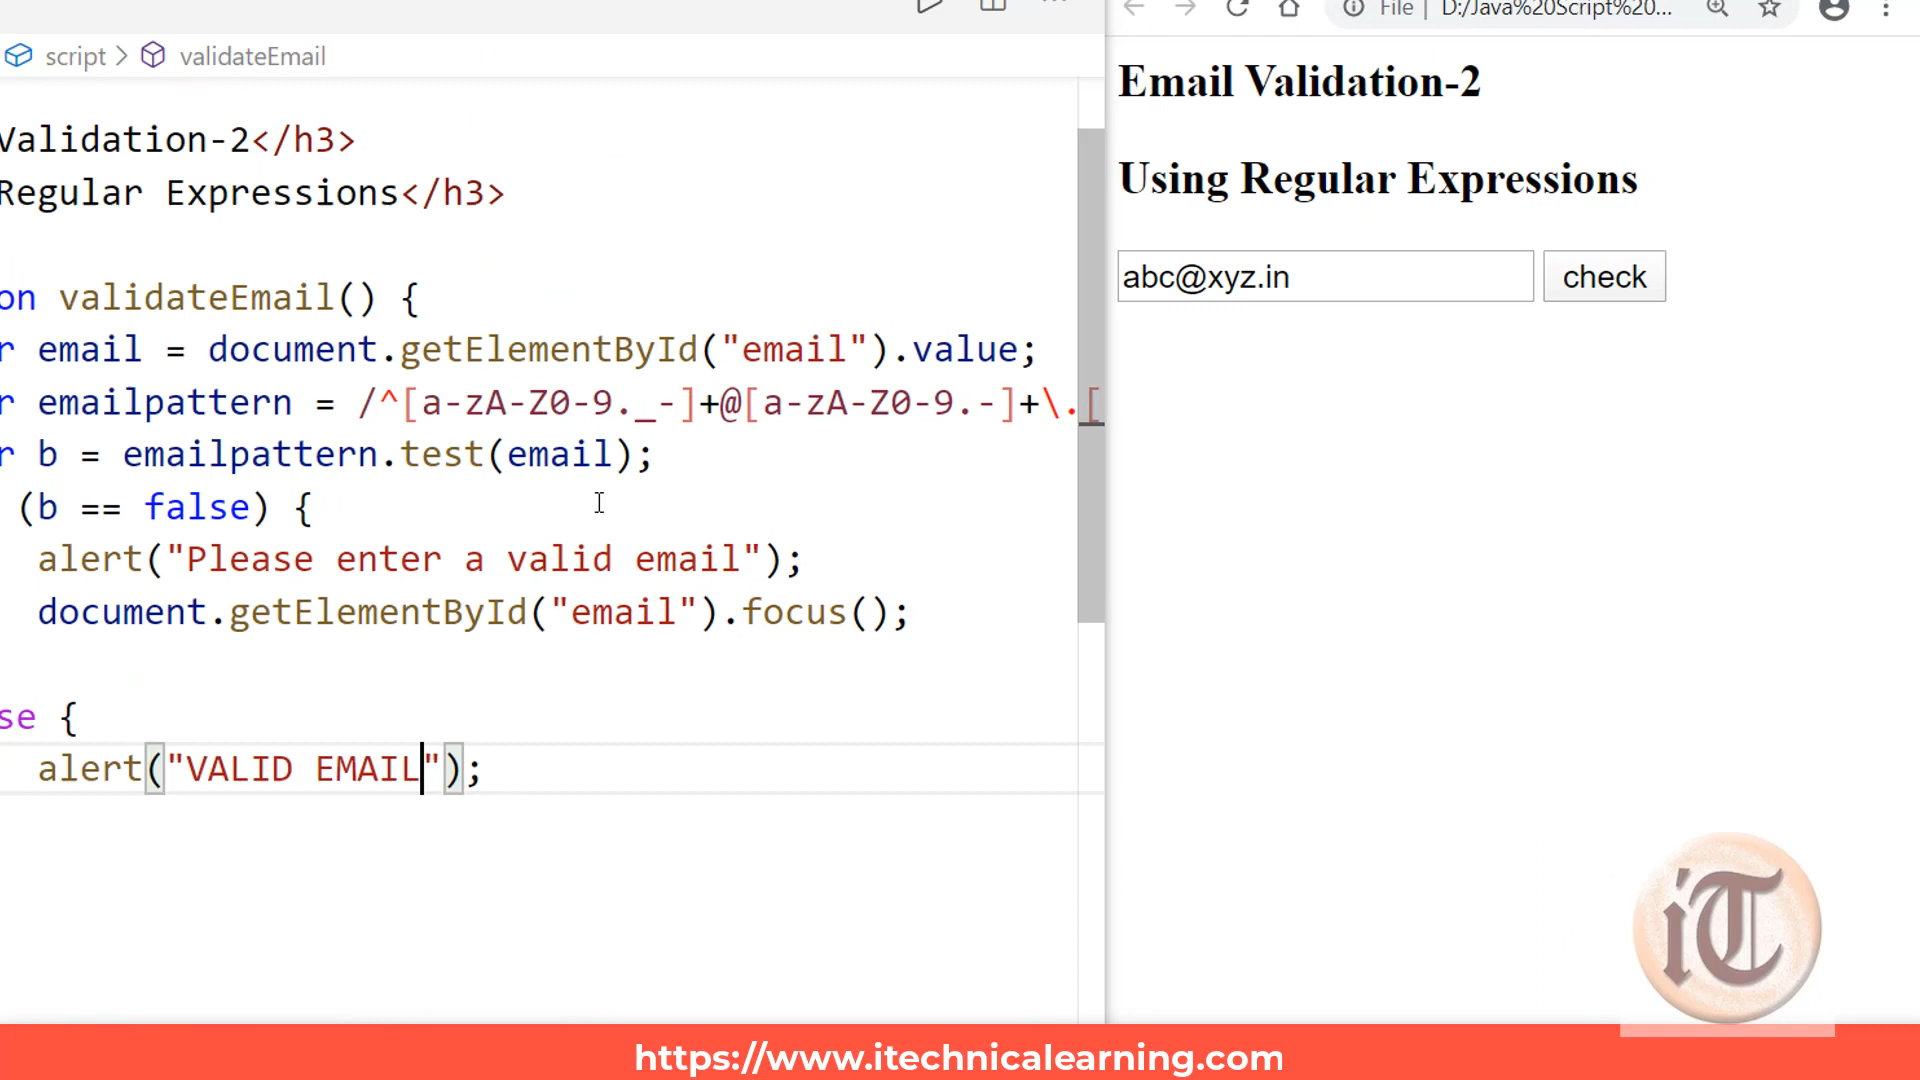 script > validateEmail
Validation-2</h3>
Regular Expressions</h3>
on validateEmail() {
r email = document.getElementById("email").value;
r emailpattern = /^[a-zA-Z0-9._-]+@[a-zA-Z0-9.-]+\.[
r b = emailpattern.test(email);
(b == false) {
alert("Please enter a valid email");
document.getElementById("email").focus();
se {
alert("VALID EMAIL");
File | D:/Java%20Script%20...
Email Validation-2
Using Regular Expressions
abc@xyz.in check
iT
https://www.itechnicalearning.com